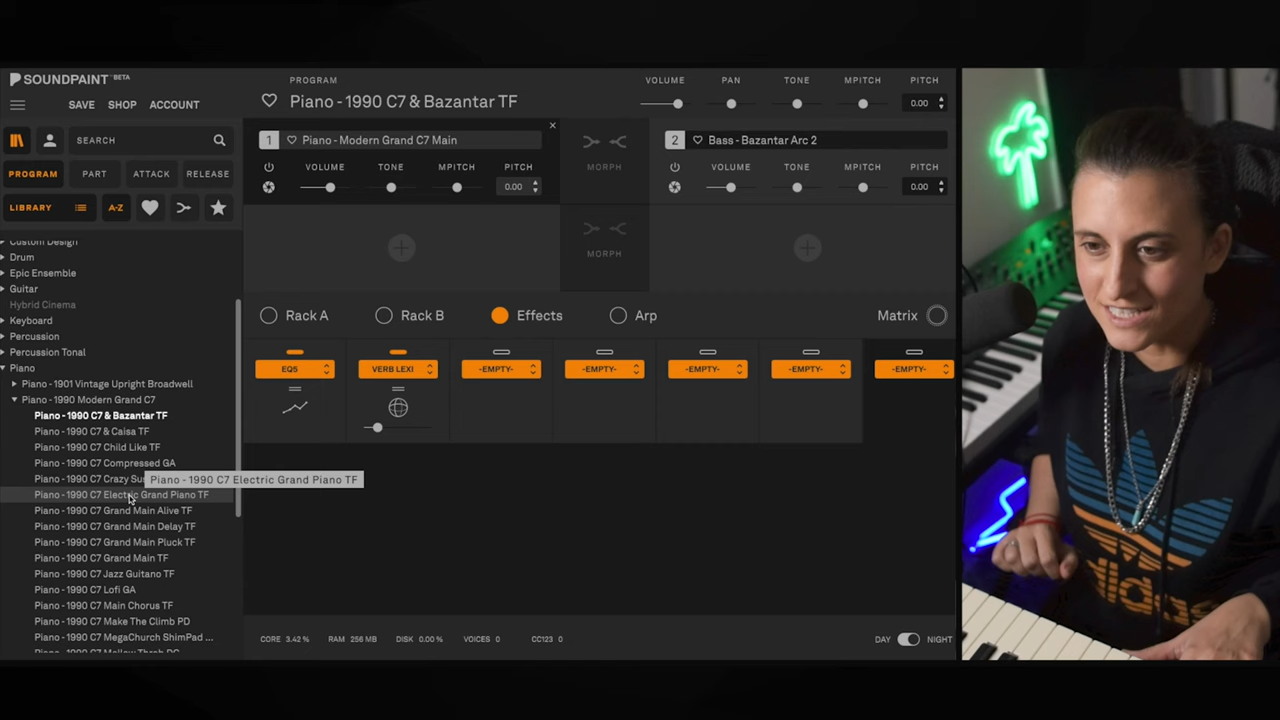 SOUNDPAINT BETA
SAVE SHOP ACCOUNT
SEARCH
PROGRAM PART ATTACK RELEASE
LIBRARY A-Z
Custom Design
Drum
Epic Ensemble
Guitar
Hybrid Cinema
Keyboard
Percussion
Percussion Tonal
Piano
Piano - 1901 Vintage Upright Broadwell
Piano - 1990 Modern Grand C7
Piano - 1990 C7 & Bazantar TF
Piano - 1990 C7 & Caisa TF
Piano - 1990 C7 Child Like TF
Piano - 1990 C7 Compressed GA
Piano - 1990 C7 Crazy
Piano - 1990 C7 Electric Grand Piano TF
Piano - 1990 C7 Electric Grand Piano TF
Piano - 1990 C7 Grand Main Alive TF
Piano - 1990 C7 Grand Main Delay TF
Piano - 1990 C7 Grand Main Pluck TF
Piano - 1990 C7 Grand Main TF
Piano - 1990 C7 Jazz Guitano TF
Piano - 1990 C7 Lofi GA
Piano - 1990 C7 Main Chorus TF
Piano - 1990 C7 Make The Climb PD
Piano - 1990 C7 MegaChurch ShimPad ...
PROGRAM
Piano - 1990 C7 & Bazantar TF
VOLUME PAN TONE MPITCH PITCH
0.00
1 Piano - Modern Grand C7 Main
VOLUME TONE MPITCH PITCH
0.00
MORPH
2 Bass - Bazantar Arc 2
VOLUME TONE MPITCH PITCH
0.00
MORPH
Rack A Rack B Effects Arp Matrix
EQ5 VERB LEXI -EMPTY- -EMPTY- -EMPTY- -EMPTY- -EMPTY-
CORE 3.42 % RAM 256 MB DISK 0.00 % VOICES 0 CC123 0 DAY NIGHT
adidas